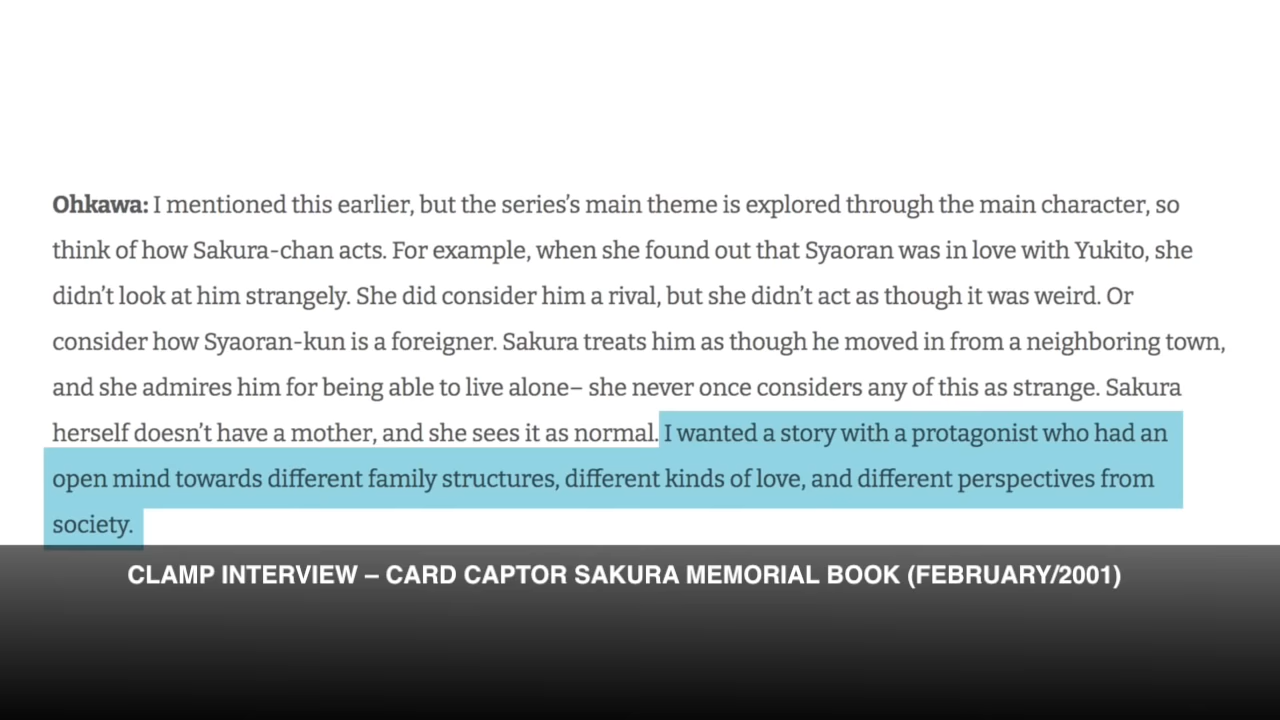 Ohkawa: I mentioned this earlier, but the series’s main theme is explored through the main character, so
think of how Sakura-chan acts. For example, when she found out that Syaoran was in love with Yukito, she
didn’t look at him strangely. She did consider him a rival, but she didn’t act as though it was weird. Or
consider how Syaoran-kun is a foreigner. Sakura treats him as though he moved in from a neighboring town,
and she admires him for being able to live alone– she never once considers any of this as strange. Sakura
herself doesn’t have a mother, and she sees it as normal. I wanted a story with a protagonist who had an
open mind towards different family structures, different kinds of love, and different perspectives from
society.
CLAMP INTERVIEW – CARD CAPTOR SAKURA MEMORIAL BOOK (FEBRUARY/2001)